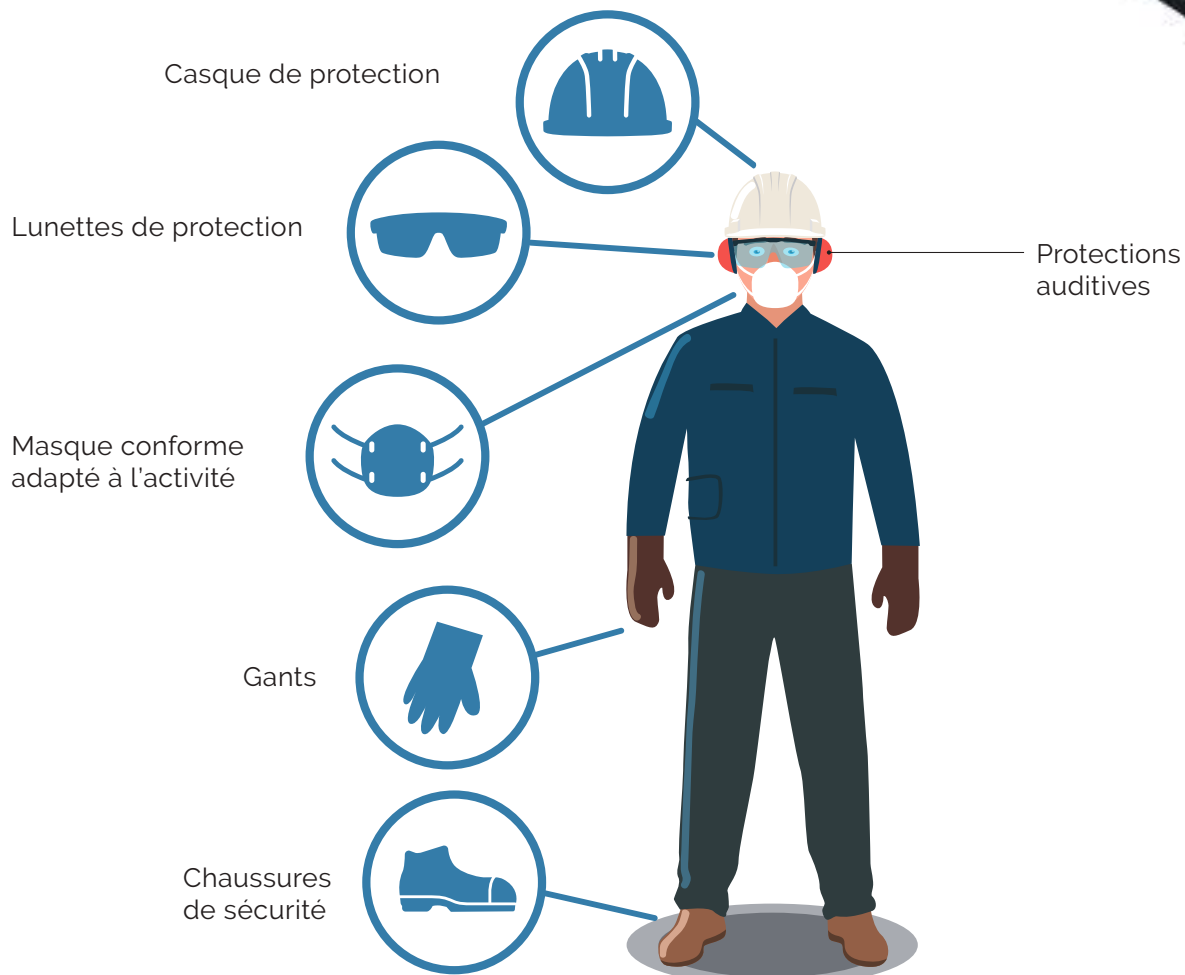 Casque de protection
Lunettes de protection
Protections
auditives
Masque conforme
adapté à l’activité
Gants
Chaussures
de sécurité